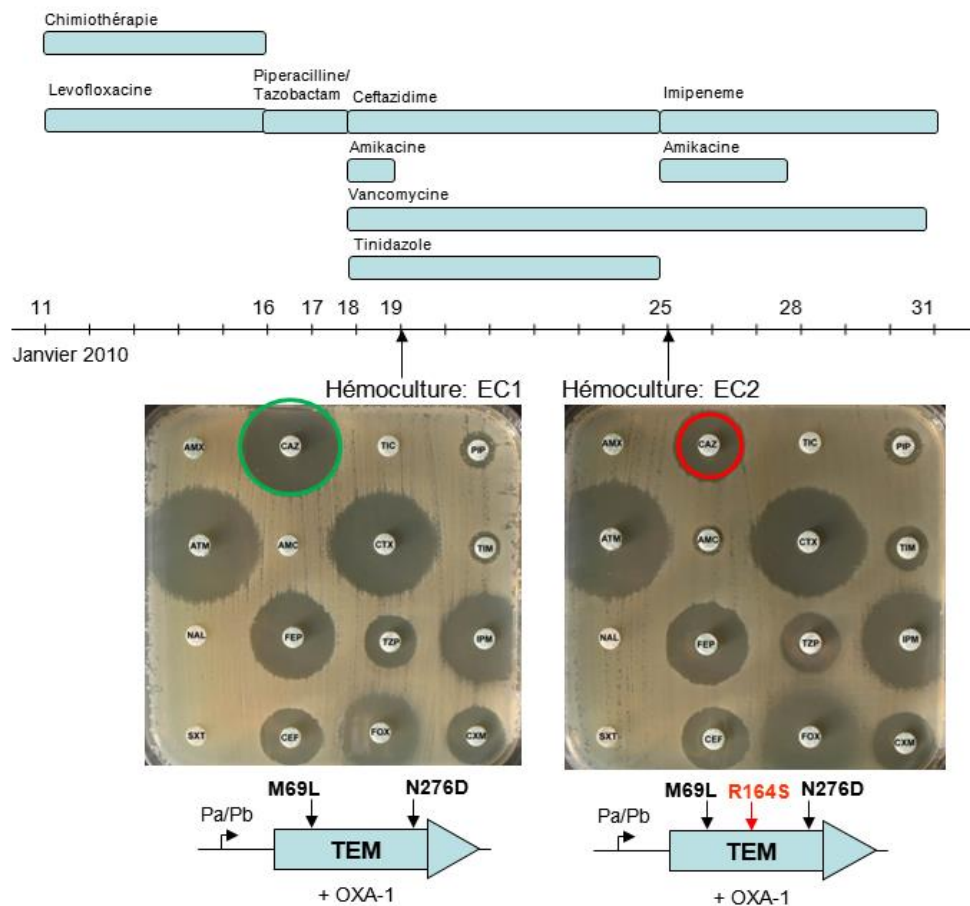 Chimiothérapie
Levofloxacine
Piperacilline/
Tazobactam
Ceftazidime
Imipeneme
Amikacine
Amikacine
Vancomycine
Tinidazole
11 16 17 18 19 25 28 31
Janvier 2010
Hémoculture: EC1
Hémoculture: EC2
AMX CAZ TIC PIP
ATM AMC CTX TIM
NAL FEP TZP IPM
SXT CEF FOX CXM
AMX CAZ TIC PIP
ATM AMC CTX TIM
NAL FEP TZP IPM
SXT CEF FOX CXM
M69L N276D
Pa/Pb
TEM
+ OXA-1
M69L R164S N276D
Pa/Pb
TEM
+ OXA-1